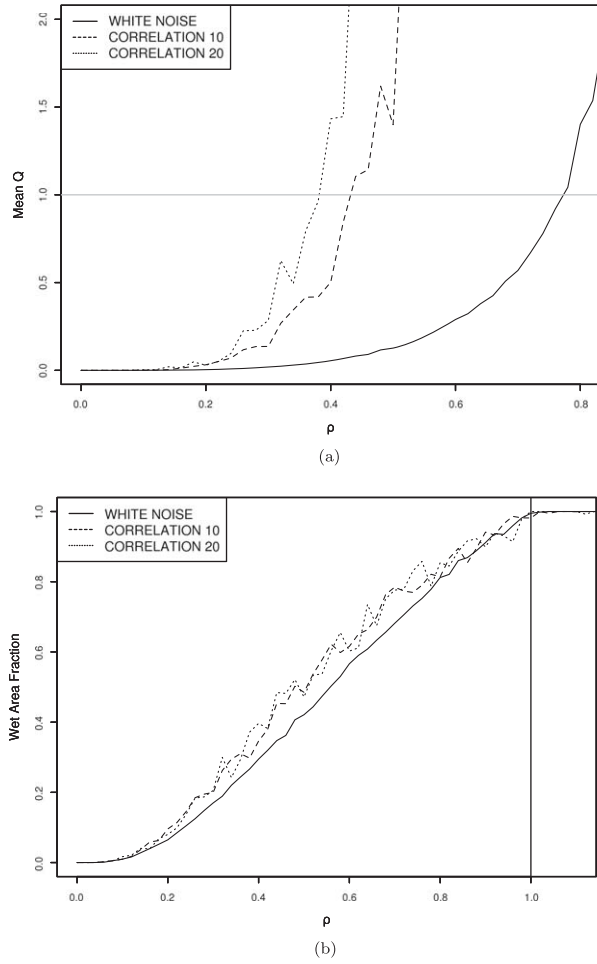 WHITE NOISE
CORRELATION 10
CORRELATION 20
Mean Q
2.0
1.5
1.0
0.5
0.0
0.0 0.2 0.4 0.6 0.8
ρ
(a)
WHITE NOISE
CORRELATION 10
CORRELATION 20
Wet Area Fraction
1.0
0.8
0.6
0.4
0.2
0.0
0.0 0.2 0.4 0.6 0.8 1.0
ρ
(b)